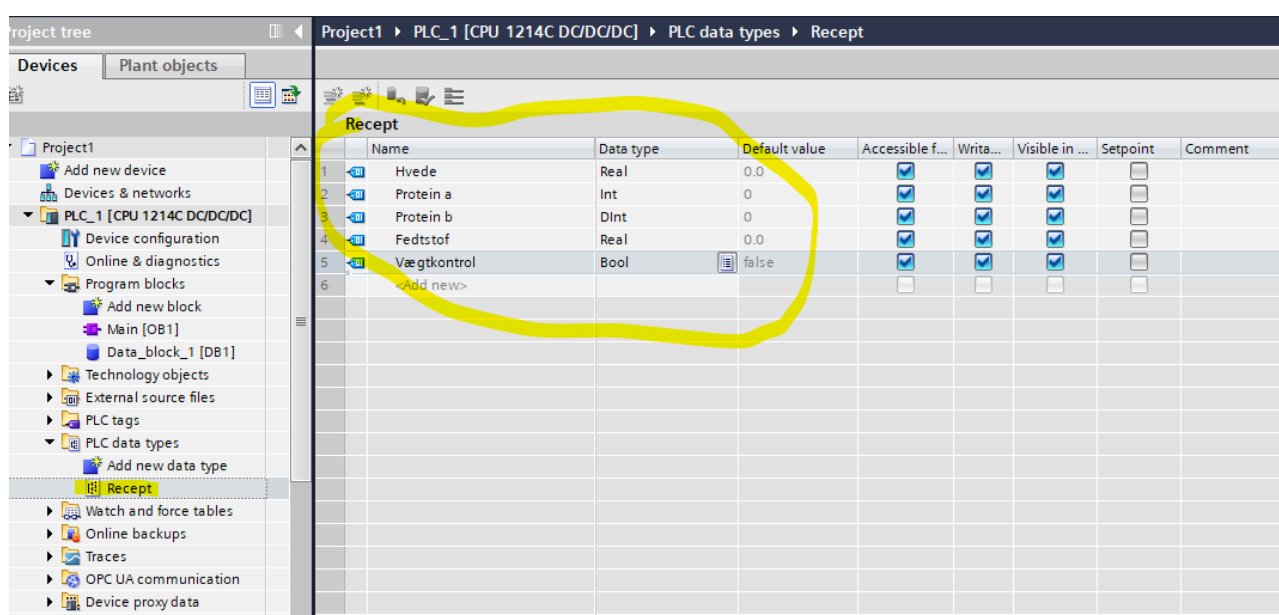 Project tree
Devices
Plant objects
Project1
Add new device
Devices & networks
PLC_1 [CPU 1214C DC/DC/DC]
Device configuration
Online & diagnostics
Program blocks
Add new block
Main [OB1]
Data_block_1 [DB1]
Technology objects
External source files
PLC tags
PLC data types
Add new data type
Recept
Watch and force tables
Online backups
Traces
OPC UA communication
Device proxy data
Project1 ▸ PLC_1 [CPU 1214C DC/DC/DC] ▸ PLC data types ▸ Recept
Recept
Name Data type Default value Accessible f... Writa... Visible in ... Setpoint Comment
1 Hvede Real 0.0
2 Protein a Int 0
3 Protein b DInt 0
4 Fedtstof Real 0.0
5 Vægtkontrol Bool false
6 <Add new>